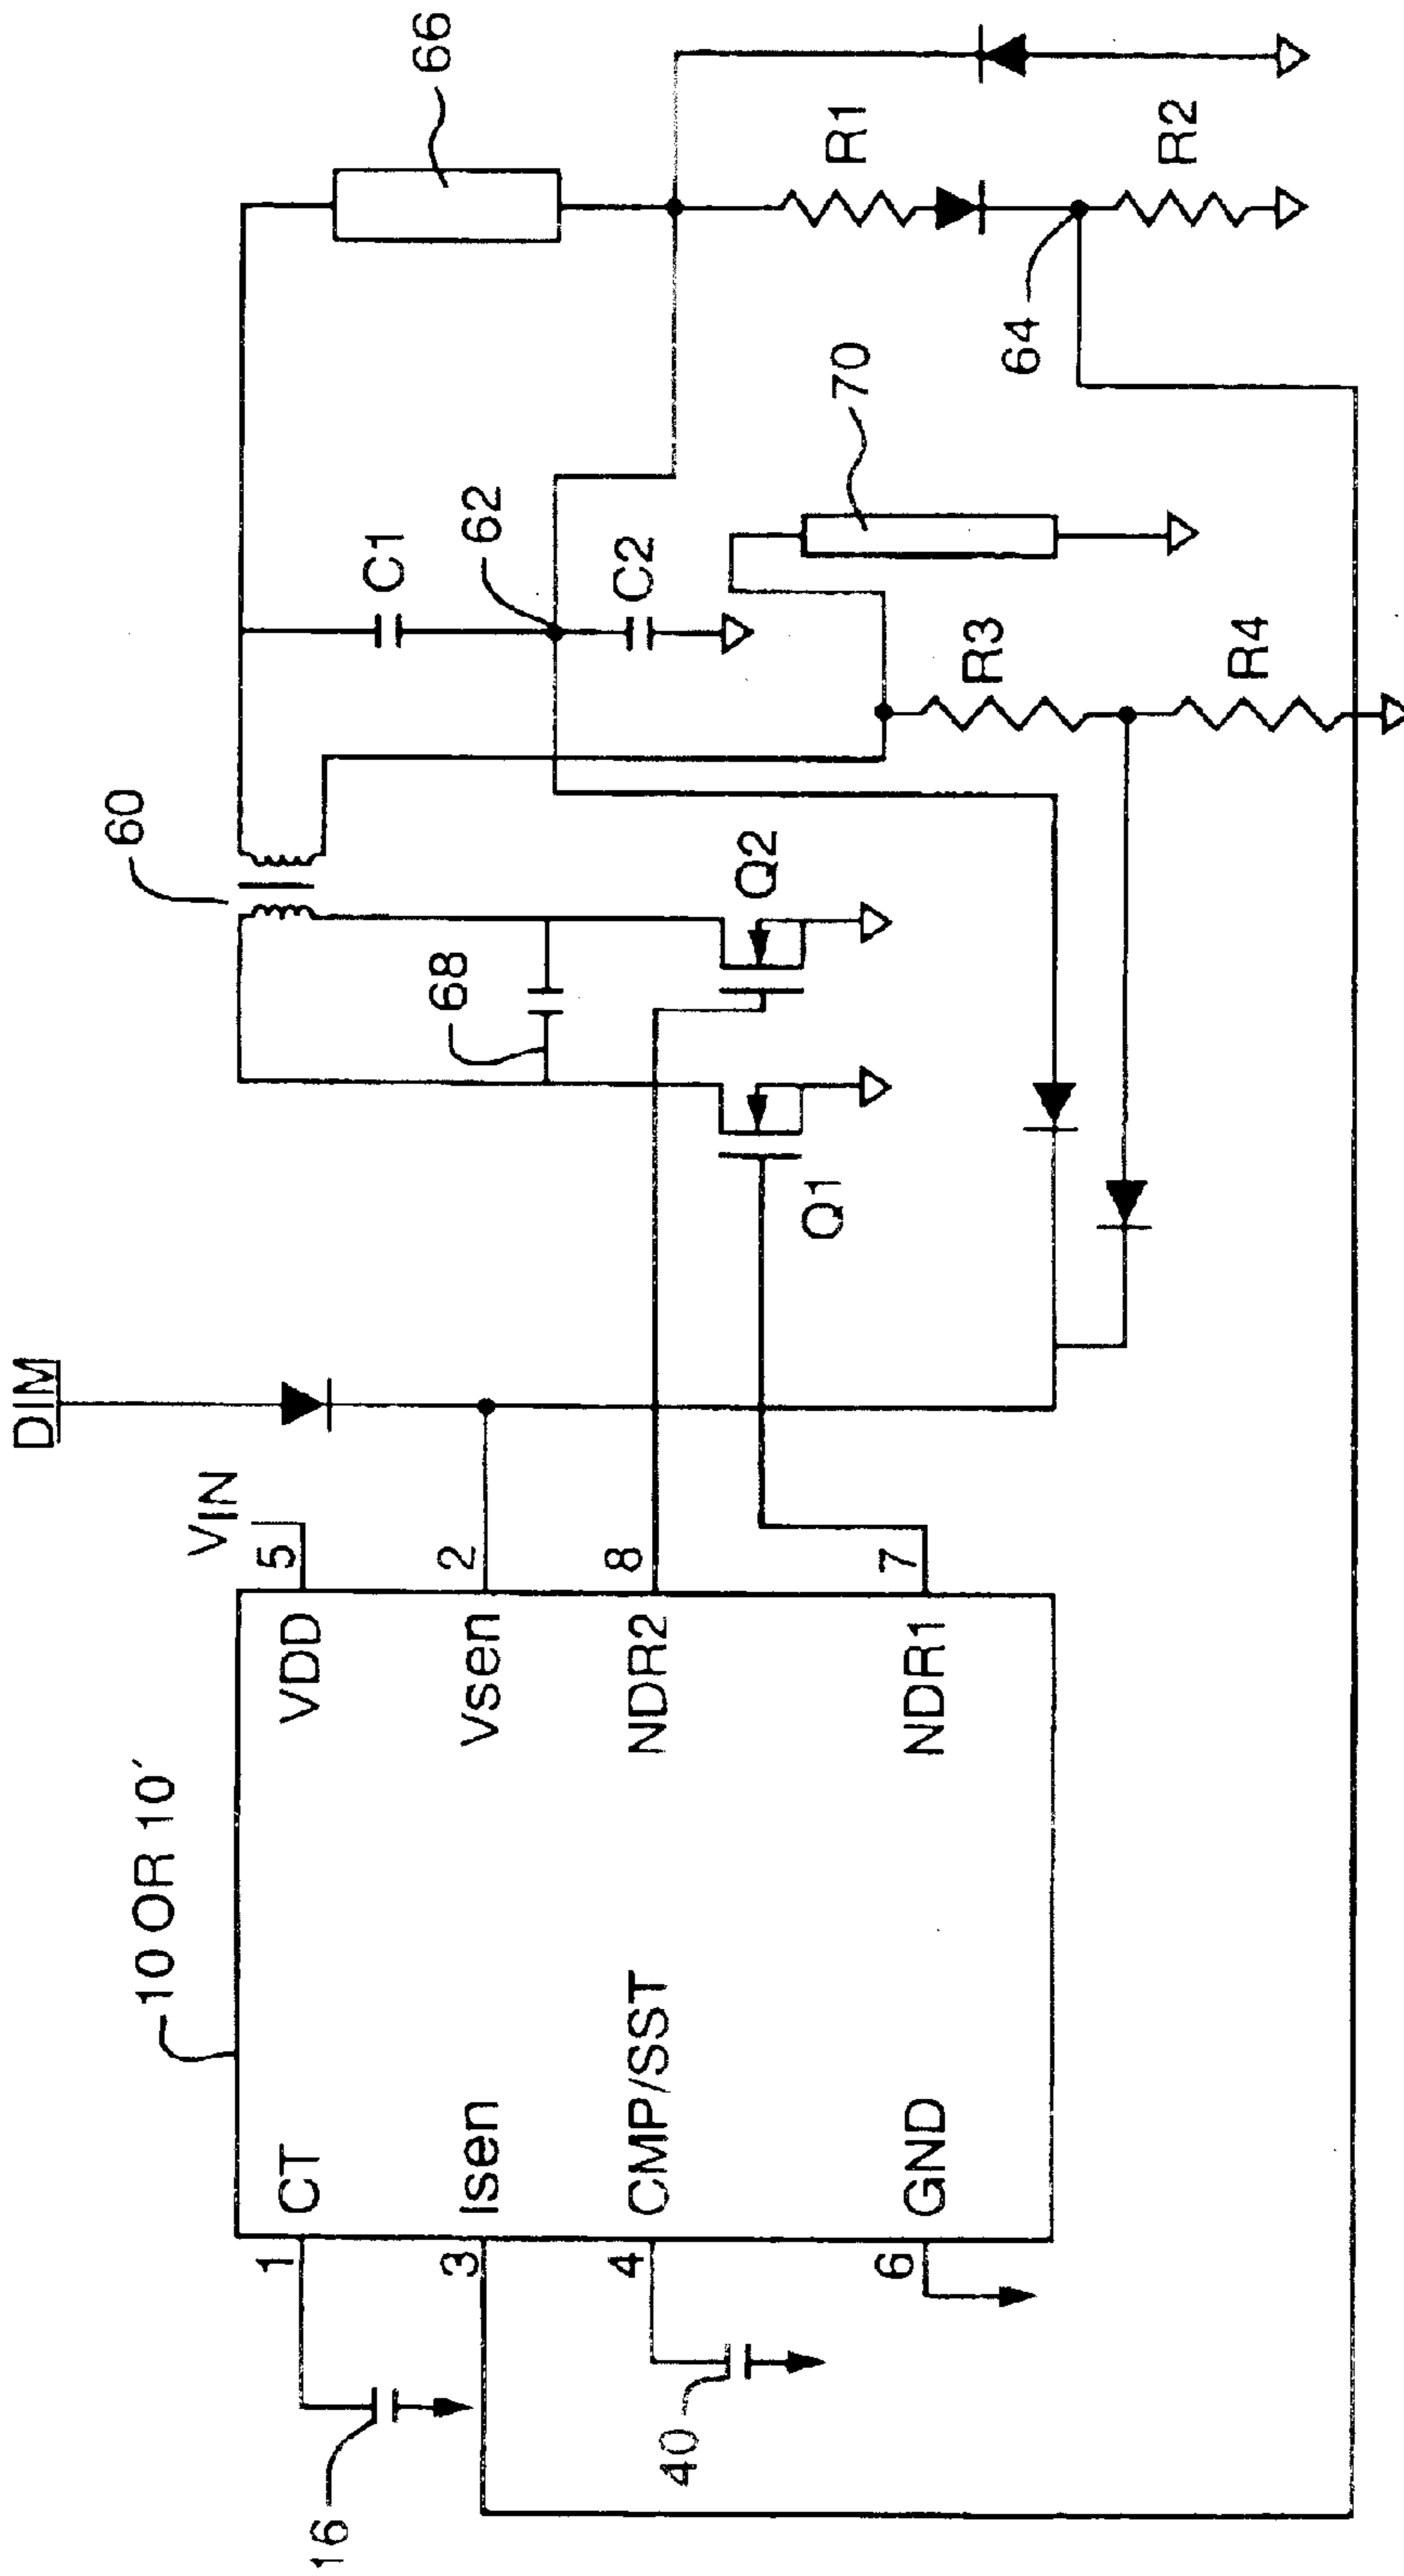 DIM
VIN
10 OR 10´
CT
1
Isen
3
CMP/SST
4
GND
6
VDD
5
Vsen
2
NDR2
8
NDR1
7
16
40
Q1
Q2
68
60
C1
62
C2
R3
R4
70
66
R1
64
R2